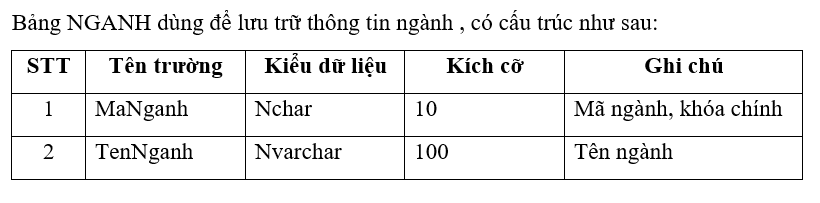 Bảng NGANH dùng để lưu trữ thông tin ngành , có cấu trúc như sau:
STT Tên trường Kiểu dữ liệu Kích cỡ Ghi chú
1 MaNganh Nchar 10 Mã ngành, khóa chính
2 TenNganh Nvarchar 100 Tên ngành